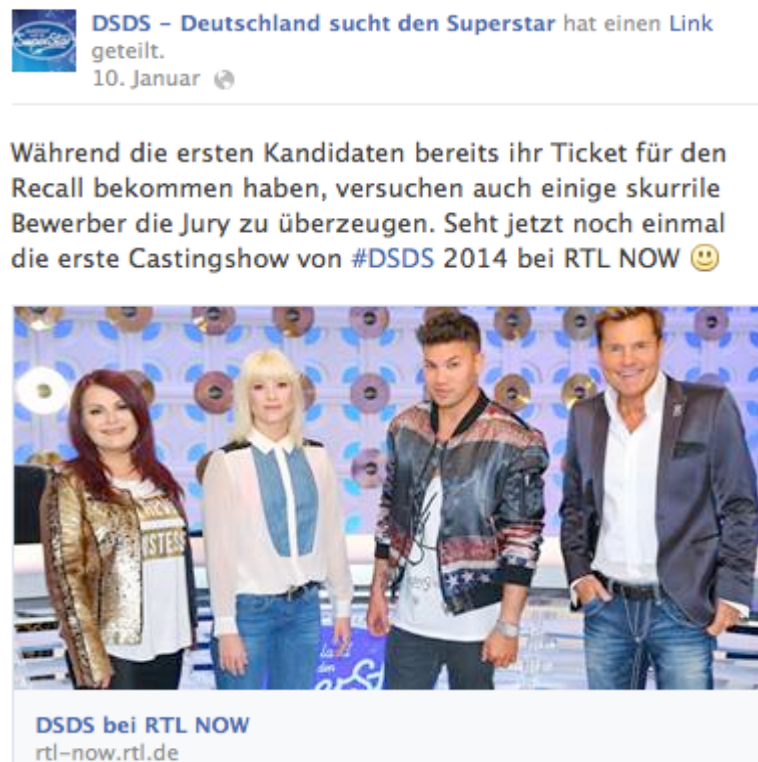 DSDS – Deutschland sucht den Superstar hat einen Link
geteilt.
10. Januar
Während die ersten Kandidaten bereits ihr Ticket für den
Recall bekommen haben, versuchen auch einige skurrile
Bewerber die Jury zu überzeugen. Seht jetzt noch einmal
die erste Castingshow von #DSDS 2014 bei RTL NOW
DSDS bei RTL NOW
rtl-now.rtl.de